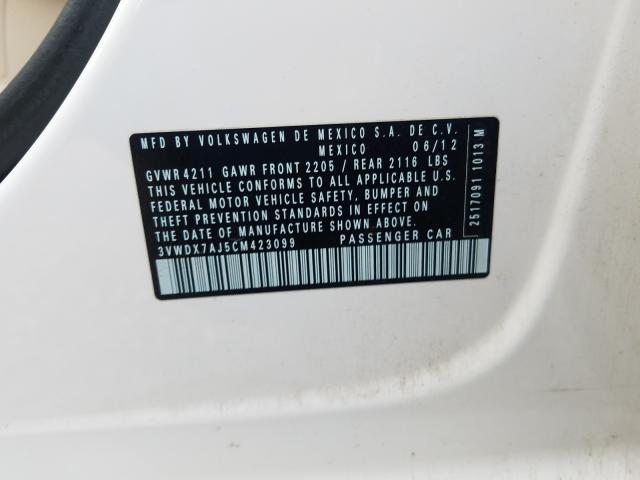 MFD BY VOLKSWAGEN DE MEXICO S.A. DE C.V.
MEXICO 06/12
GVWR 4211 GAWR FRONT 2205 / REAR 2116 LBS
THIS VEHICLE CONFORMS TO ALL APPLICABLE U.S.
FEDERAL MOTOR VEHICLE SAFETY, BUMPER AND
THEFT PREVENTION STANDARDS IN EFFECT ON
THE DATE OF MANUFACTURE SHOWN ABOVE.
3VWDX7AJ5CM423099 PASSENGER CAR
2517091 1013 M